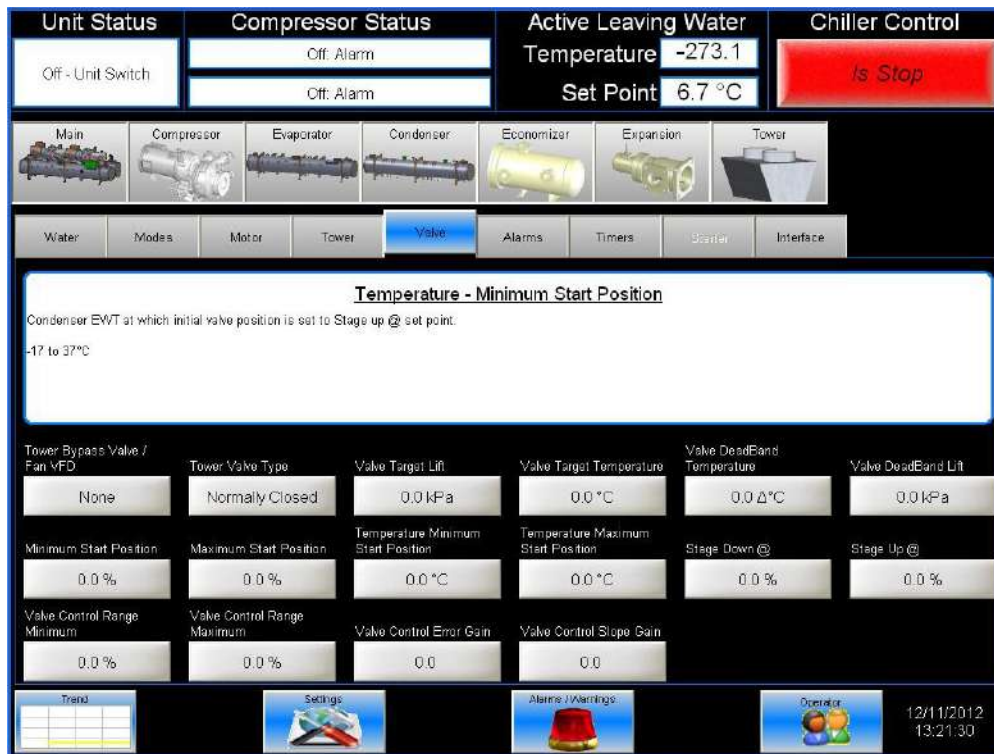 Unit Status
Compressor Status
Active Leaving Water
Chiller Control
Off - Unit Switch
Off: Alarm
Off: Alarm
Temperature -273.1
Set Point 6.7 °C
Is Stop
Main
Compressor
Evaporator
Condenser
Economizer
Expansion
Tower
Water
Modes
Motor
Tower
Valve
Alarms
Timers
Starter
Interface
Temperature - Minimum Start Position
Condenser EWT at which initial valve position is set to Stage up @ set point.
-17 to 37°C
Tower Bypass Valve /
Fan VFD
None
Tower Valve Type
Normally Closed
Valve Target Lift
0.0 kPa
Valve Target Temperature
0.0 °C
Valve DeadBand
Temperature
0.0 Δ°C
Valve DeadBand Lift
0.0 kPa
Minimum Start Position
0.0 %
Maximum Start Position
0.0 %
Temperature Minimum
Start Position
0.0 °C
Temperature Maximum
Start Position
0.0 °C
Stage Down @
0.0 %
Stage Up @
0.0 %
Valve Control Range
Minimum
0.0 %
Valve Control Range
Maximum
0.0 %
Valve Control Error Gain
0.0
Valve Control Slope Gain
0.0
Trend
Settings
Alarms / Warnings
Operator
12/11/2012
13:21:30